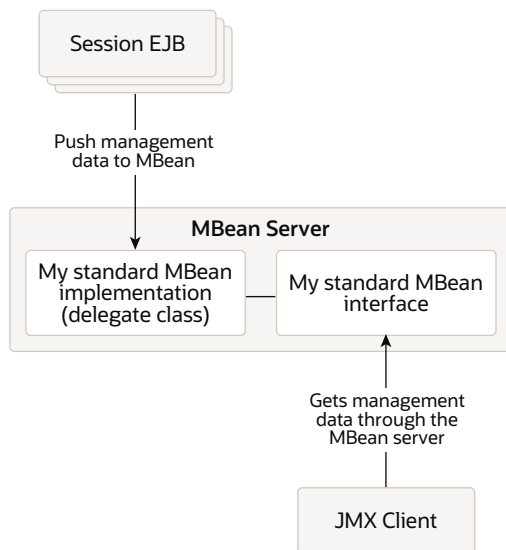 Session EJB
Push management
data to MBean
MBean Server
My standard MBean
implementation
(delegate class)
My standard MBean
interface
Gets management
data through the
MBean server
JMX Client